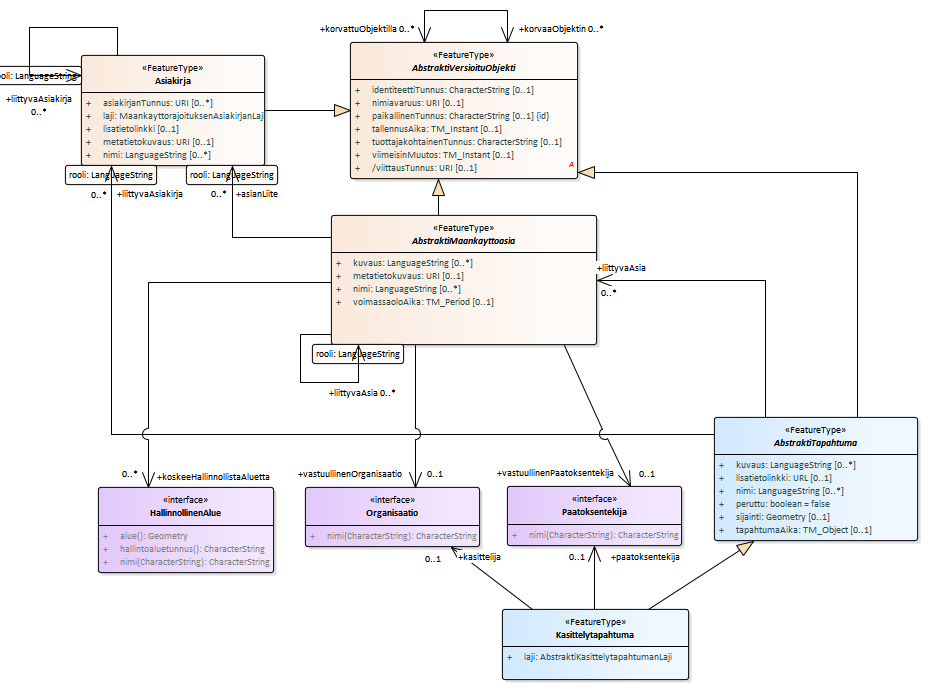 +korvattuObjektilla 0..*
+korvaaObjektin 0..*
«FeatureType»
AbstraktiVersioituObjekti
+ identiteettiTunnus: CharacterString [0..1]
+ nimiavaruus: URI [0..1]
+ paikallinenTunnus: CharacterString [0..1] {id}
+ tallennusAika: TM_Instant [0..1]
+ tuottajakohtainenTunnus: CharacterString [0..1]
+ viimeisinMuutos: TM_Instant [0..1]
+ /viittausTunnus: URI [0..1]
A
«FeatureType»
Asiakirja
+ asiakirjanTunnus: URI [0..*]
+ laji: MaankayttorajoituksenAsiakirjanLaji
+ lisatietolinkki [0..1]
+ metatietokuvaus: URI [0..1]
+ nimi: LanguageString [0..*]
ooli: LanguageString
+liittyvaAsiakirja
0..*
rooli: LanguageString
0..* +liittyvaAsiakirja
rooli: LanguageString
0..* +asianLiite
«FeatureType»
AbstraktiMaankayttoasia
+ kuvaus: LanguageString [0..*]
+ metatietokuvaus: URI [0..1]
+ nimi: LanguageString [0..*]
+ voimassaoloAika: TM_Period [0..1]
+liittyvaAsia
0..*
rooli: LanguageString
+liittyvaAsia 0..*
«FeatureType»
AbstraktiTapahtuma
+ kuvaus: LanguageString [0..*]
+ lisatietolinkki: URL [0..1]
+ nimi: LanguageString [0..*]
+ peruttu: boolean = false
+ sijainti: Geometry [0..1]
+ tapahtumaAika: TM_Object [0..1]
0..* +koskeeHallinnollistaAluetta
«interface»
HallinnollinenAlue
+ alue(): Geometry
+ hallintoaluetunnus(): CharacterString
+ nimi(CharacterString): CharacterString
+vastuullinenOrganisaatio 0..1
«interface»
Organisaatio
+ nimi(CharacterString): CharacterString
+vastuullinenPaatoksentekija 0..1
«interface»
Paatoksentekija
+ nimi(CharacterString): CharacterString
0..1 +kasittelija
0..1 +paatoksentekija
«FeatureType»
Kasittelytapahtuma
+ laji: AbstraktiKasittelytapahtumanLaji